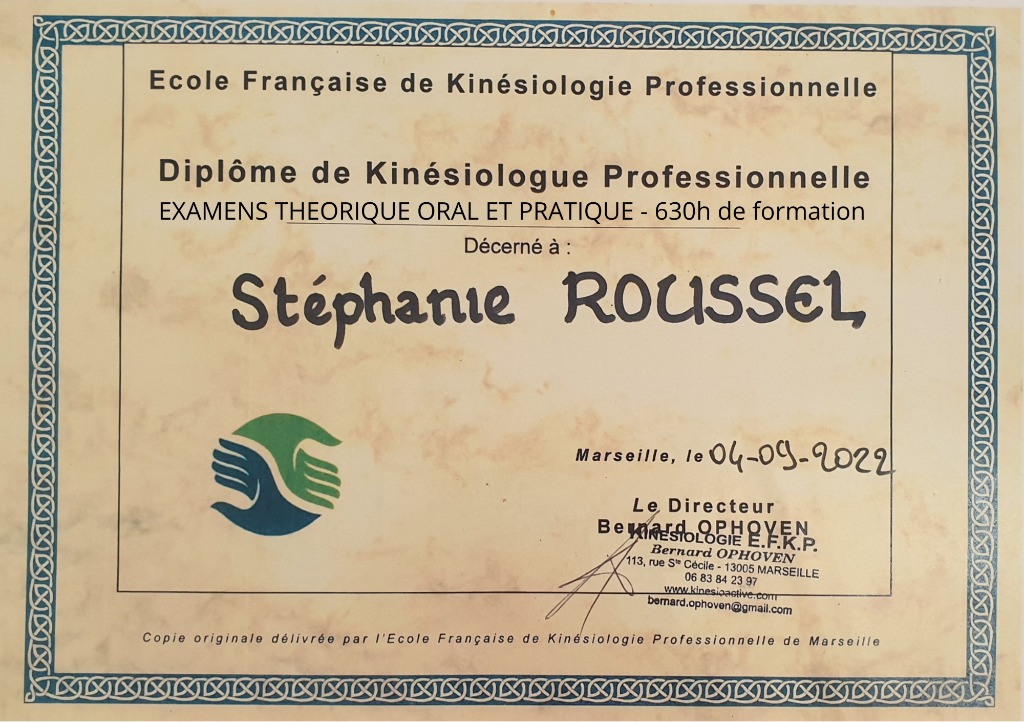 Ecole Française de Kinésiologie Professionnelle
Diplôme de Kinésiologue Professionnelle
EXAMENS THEORIQUE ORAL ET PRATIQUE - 630h de formation
Décerné à :
Stéphanie ROUSSEL
Marseille, le 04-09-2022
Le Directeur
Bernard OPHOVEN
KINESIOLOGIE E.F.K.P.
Bernard OPHOVEN
113, rue Ste Cécile - 13005 MARSEILLE
06 83 84 23 97
www.kinesioactive.com
bernard.ophoven@gmail.com
Copie originale délivrée par l'Ecole Française de Kinésiologie Professionnelle de Marseille